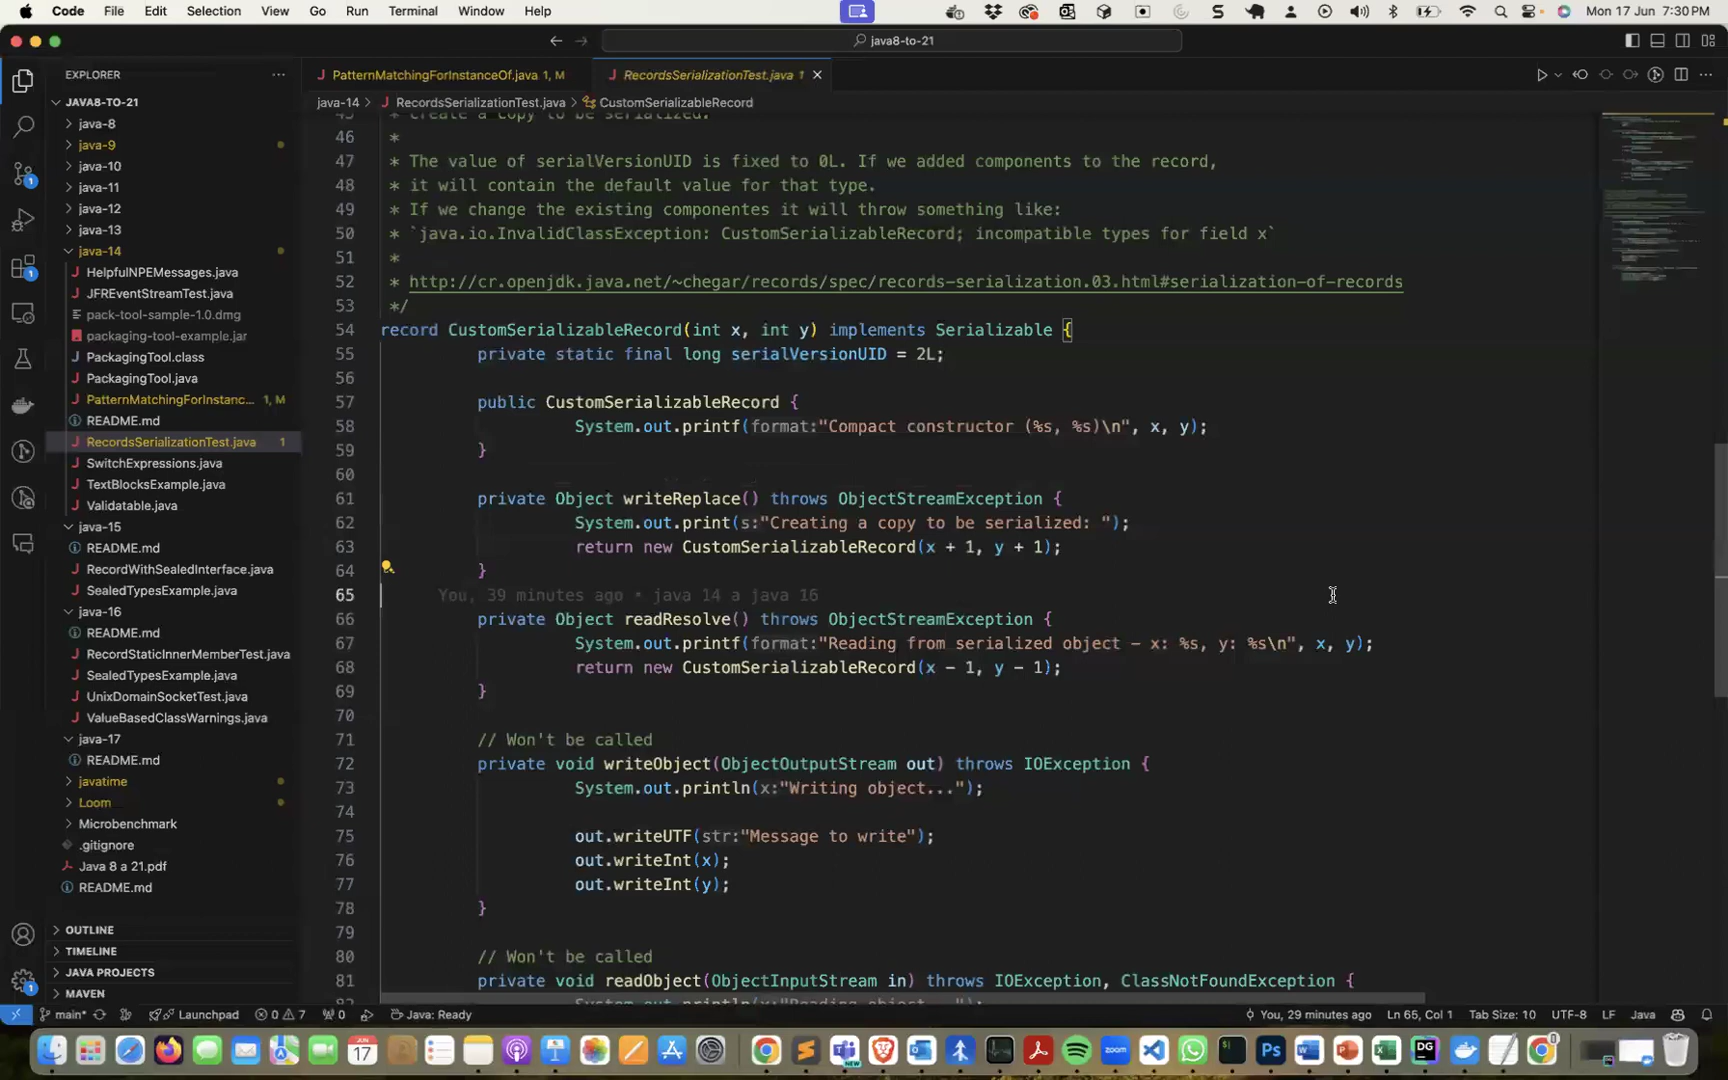 Code File Edit Selection View Go Run Terminal Window Help
Mon 17 Jun 7:30 PM
java8-to-21
EXPLORER
PatternMatchingForInstanceOf.java 1, M
RecordsSerializationTest.java 1
JAVA8-TO-21
java-14 > RecordsSerializationTest.java > CustomSerializableRecord
java-8
java-9
java-10
java-11
java-12
java-13
java-14
HelpfulNPEMessages.java
JFREventStreamTest.java
pack-tool-sample-1.0.dmg
packaging-tool-example.jar
PackagingTool.class
PackagingTool.java
PatternMatchingForInstanc... 1, M
README.md
RecordsSerializationTest.java 1
SwitchExpressions.java
TextBlocksExample.java
Validatable.java
java-15
README.md
RecordWithSealedInterface.java
SealedTypesExample.java
java-16
README.md
RecordStaticInnerMemberTest.java
SealedTypesExample.java
UnixDomainSocketTest.java
ValueBasedClassWarnings.java
java-17
README.md
javatime
Loom
Microbenchmark
.gitignore
Java 8 a 21.pdf
README.md
OUTLINE
TIMELINE
JAVA PROJECTS
MAVEN
45 * create a copy to be serialized.
46 *
47 * The value of serialVersionUID is fixed to 0L. If we added components to the record,
48 * it will contain the default value for that type.
49 * If we change the existing componentes it will throw something like:
50 * `java.io.InvalidClassException: CustomSerializableRecord; incompatible types for field x`
51 *
52 * http://cr.openjdk.java.net/~chegar/records/spec/records-serialization.03.html#serialization-of-records
53 */
54 record CustomSerializableRecord(int x, int y) implements Serializable {
55 private static final long serialVersionUID = 2L;
56
57 public CustomSerializableRecord {
58 System.out.printf(format:"Compact constructor (%s, %s)\n", x, y);
59 }
60
61 private Object writeReplace() throws ObjectStreamException {
62 System.out.print(s:"Creating a copy to be serialized: ");
63 return new CustomSerializableRecord(x + 1, y + 1);
64 }
65 You, 39 minutes ago • java 14 a java 16
66 private Object readResolve() throws ObjectStreamException {
67 System.out.printf(format:"Reading from serialized object – x: %s, y: %s\n", x, y);
68 return new CustomSerializableRecord(x − 1, y − 1);
69 }
70
71 // Won't be called
72 private void writeObject(ObjectOutputStream out) throws IOException {
73 System.out.println(x:"Writing object...");
74
75 out.writeUTF(str:"Message to write");
76 out.writeInt(x);
77 out.writeInt(y);
78 }
79
80 // Won't be called
81 private void readObject(ObjectInputStream in) throws IOException, ClassNotFoundException {
82 System.out.println(x:"Reading object...");
main* Launchpad 0 7 0 Java: Ready
You, 29 minutes ago Ln 65, Col 1 Tab Size: 10 UTF-8 LF Java